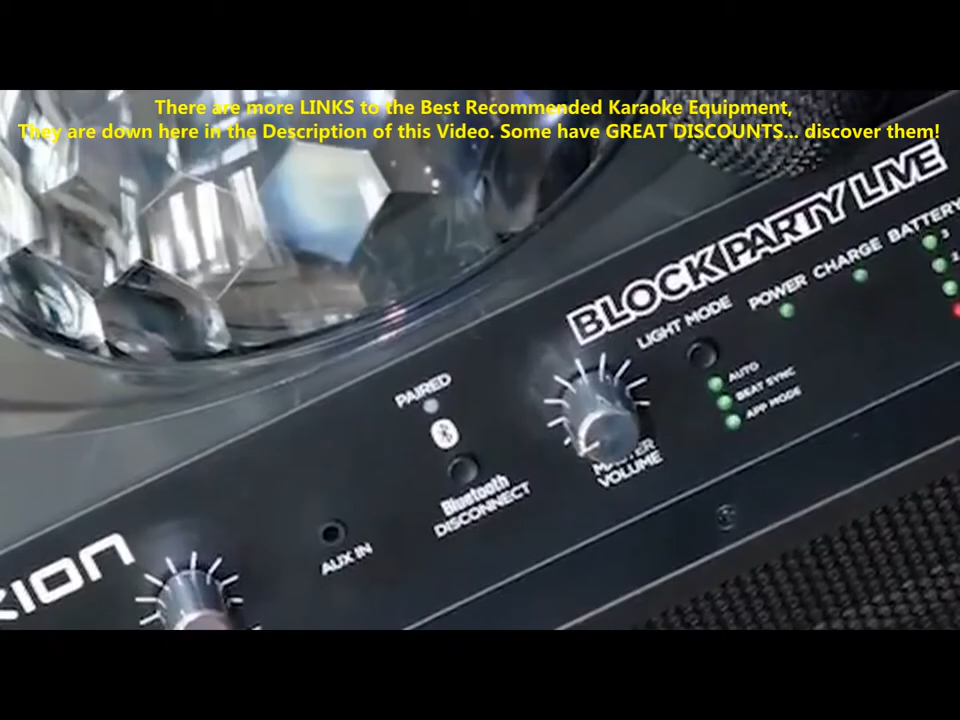 There are more LINKS to the Best Recommended Karaoke Equipment,
They are down here in the Description of this Video. Some have GREAT DISCOUNTS... discover them!
BLOCK PARTY LIVE
LIGHT MODE
POWER
CHARGE
BATTERY
3
2
AUTO
BEAT SYNC
APP MODE
PAIRED
MASTER
VOLUME
Bluetooth
DISCONNECT
AUX IN
ION